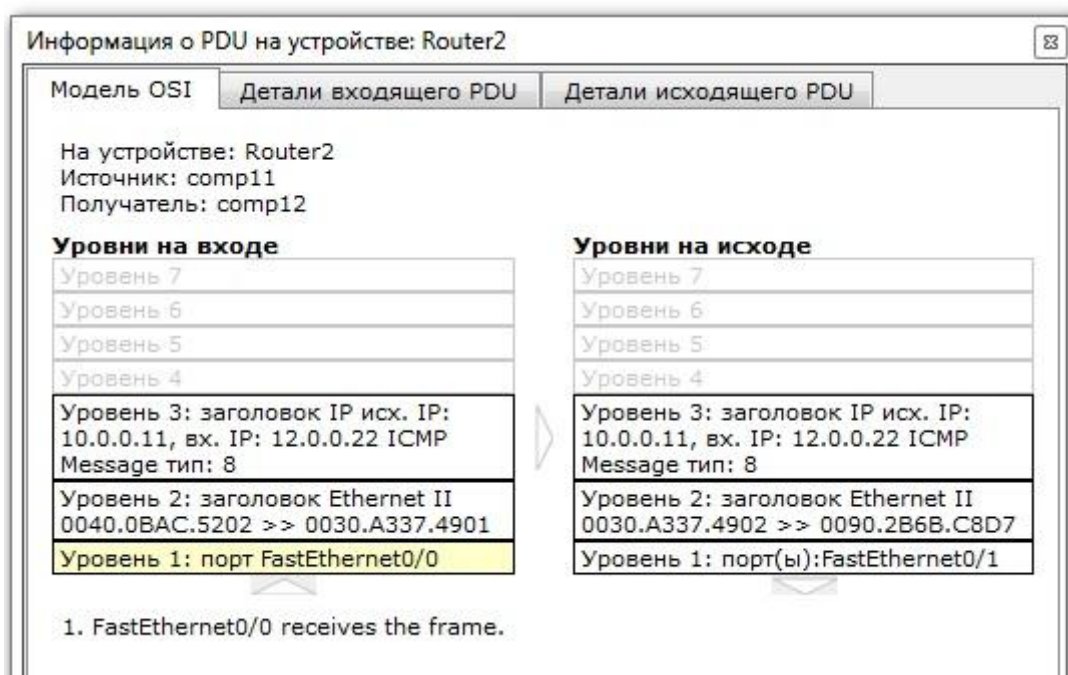 Информация о PDU на устройстве: Router2
Модель OSI
Детали входящего PDU
Детали исходящего PDU
На устройстве: Router2
Источник: comp11
Получатель: comp12
Уровни на входе
Уровень 7
Уровень 6
Уровень 5
Уровень 4
Уровень 3: заголовок IP исх. IP:
10.0.0.11, вх. IP: 12.0.0.22 ICMP
Message тип: 8
Уровень 2: заголовок Ethernet II
0040.0BAC.5202 >> 0030.A337.4901
Уровень 1: порт FastEthernet0/0
Уровни на исходе
Уровень 7
Уровень 6
Уровень 5
Уровень 4
Уровень 3: заголовок IP исх. IP:
10.0.0.11, вх. IP: 12.0.0.22 ICMP
Message тип: 8
Уровень 2: заголовок Ethernet II
0030.A337.4902 >> 0090.2B6B.C8D7
Уровень 1: порт(ы):FastEthernet0/1
1. FastEthernet0/0 receives the frame.